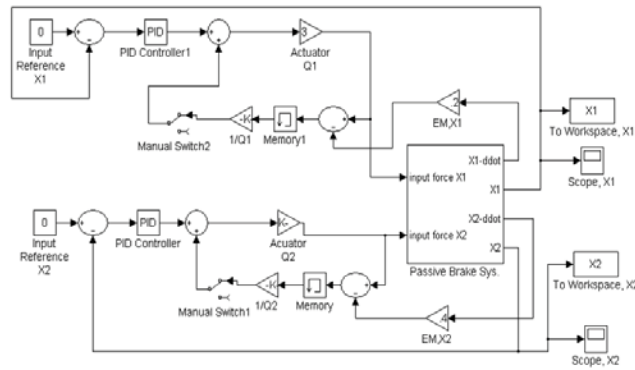 0
Input
Reference
X1
PID
PID Controller1
3
Actuator
Q1
-K
1/Q1
Memory1
Manual Switch2
.2
EM,X1
X1
To Workspace, X1
Scope, X1
input force X1
input force X2
X1-ddot
X1
X2-ddot
X2
Passive Brake Sys.
0
Input
Reference
X2
PID
PID Controller
K-
Acuator
Q2
-K
1/Q2
Memory
Manual Switch1
.4
EM,X2
X2
To Workspace, X2
Scope, X2